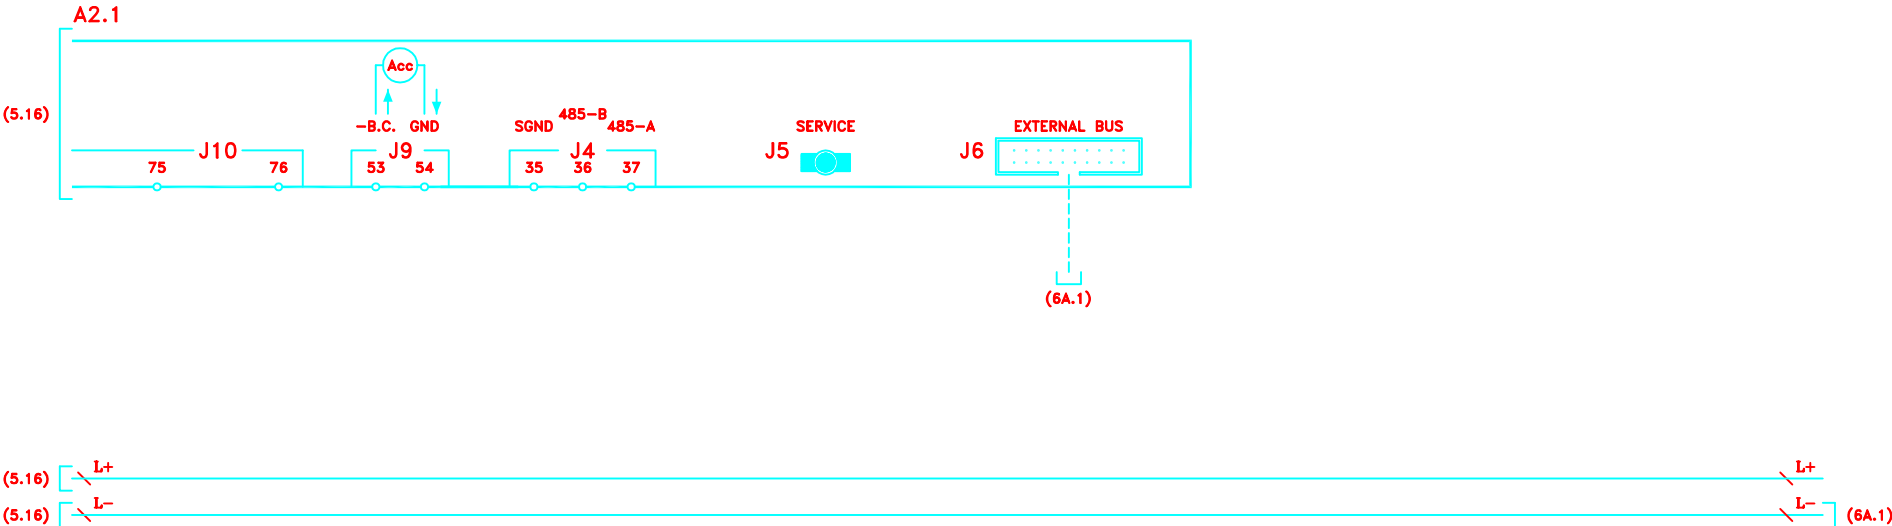 A2.1
Acc
(5.16)
-B.C. GND
SGND 485-B 485-A
SERVICE
EXTERNAL BUS
J10 J9 J4 J5 J6
75 76 53 54 35 36 37
(6A.1)
L+ L+
(5.16)
L- L-
(5.16) (6A.1)